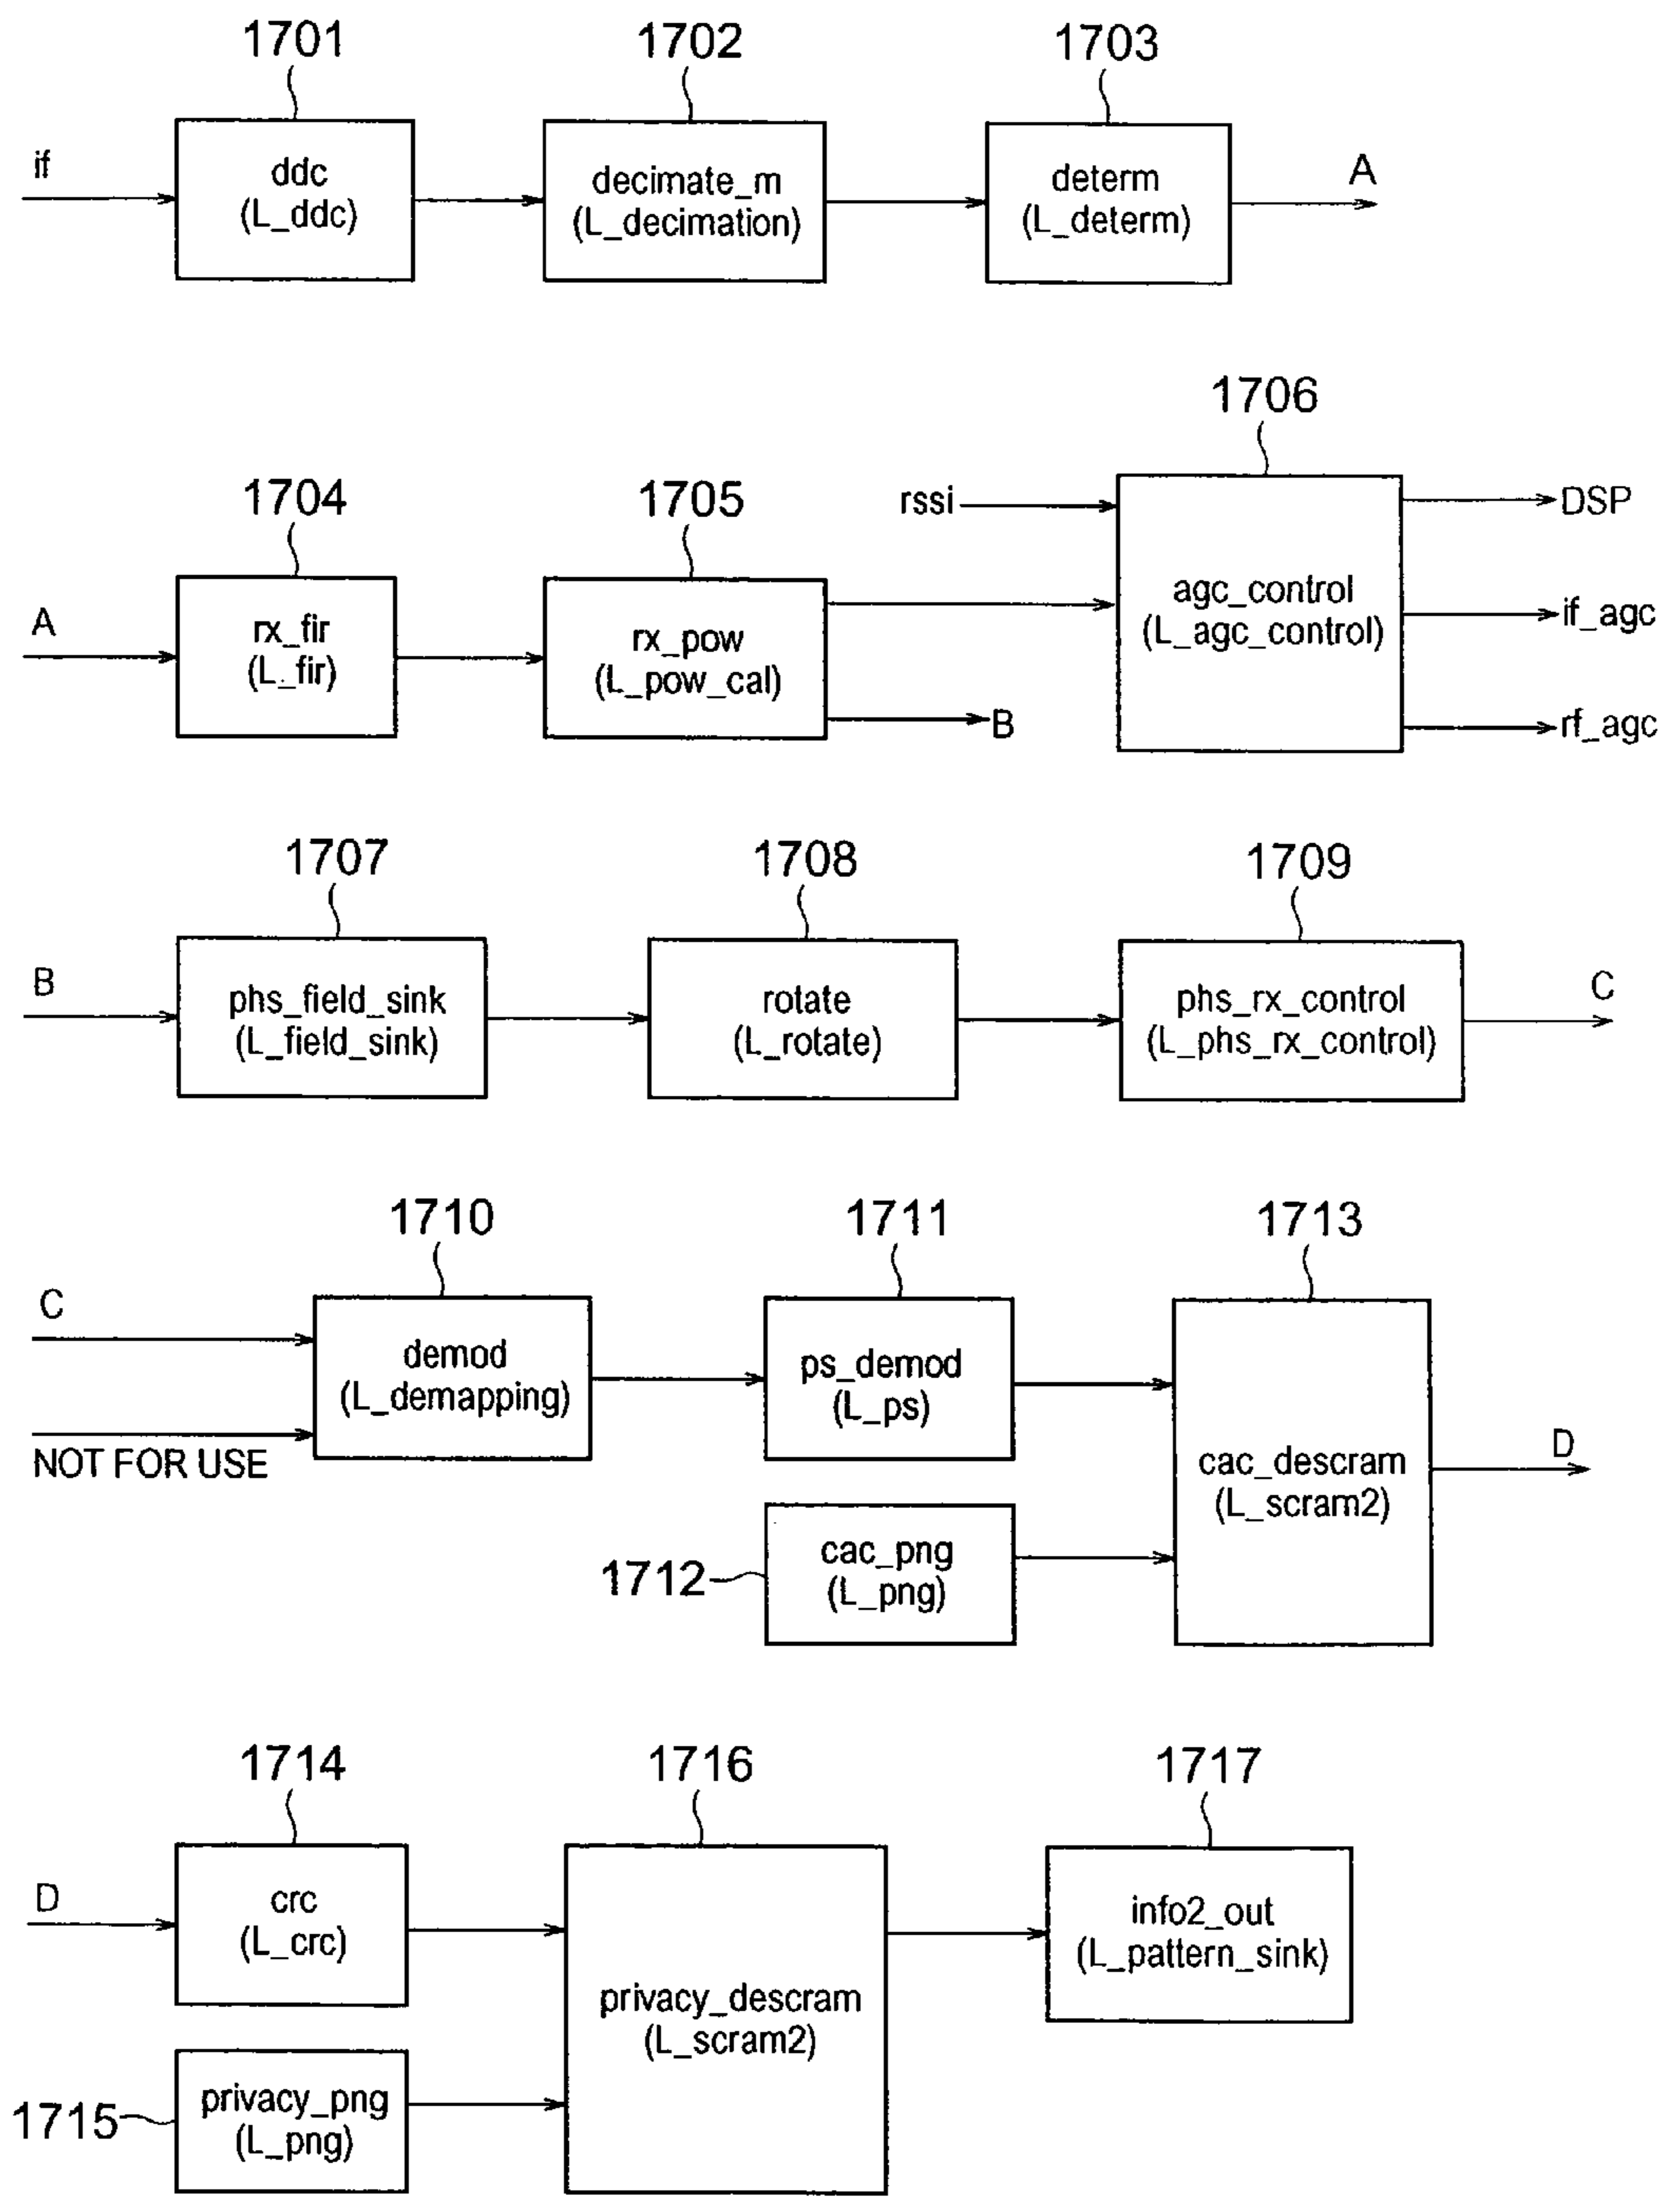 1701
1702
1703
if
ddc
(L_ddc)
decimate_m
(L_decimation)
determ
(L_determ)
A
1706
1704
1705
rssi
DSP
A
rx_fir
(L_fir)
rx_pow
(L_pow_cal)
agc_control
(L_agc_control)
if_agc
B
rf_agc
1707
1708
1709
B
phs_field_sink
(L_field_sink)
rotate
(L_rotate)
phs_rx_control
(L_phs_rx_control)
C
1710
1711
1713
C
demod
(L_demapping)
NOT FOR USE
ps_demod
(L_ps)
cac_descram
(L_scram2)
D
1712
cac_png
(L_png)
1714
1716
1717
D
crc
(L_crc)
privacy_descram
(L_scram2)
info2_out
(L_pattern_sink)
1715
privacy_png
(L_png)